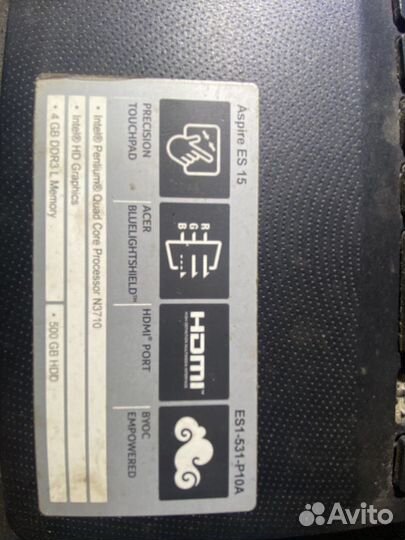 Aspire ES 15
ES1-531-P10A
R
G
B
B
HDMI
PRECISION
TOUCHPAD
ACER
BLUELIGHTSHIELD™
HDMI® PORT
BYOC
EMPOWERED
• Intel® Pentium® Quad Core Processor N3710
• Intel® HD Graphics
• 4 GB DDR3 L Memory
• 500 GB HDD
Avito